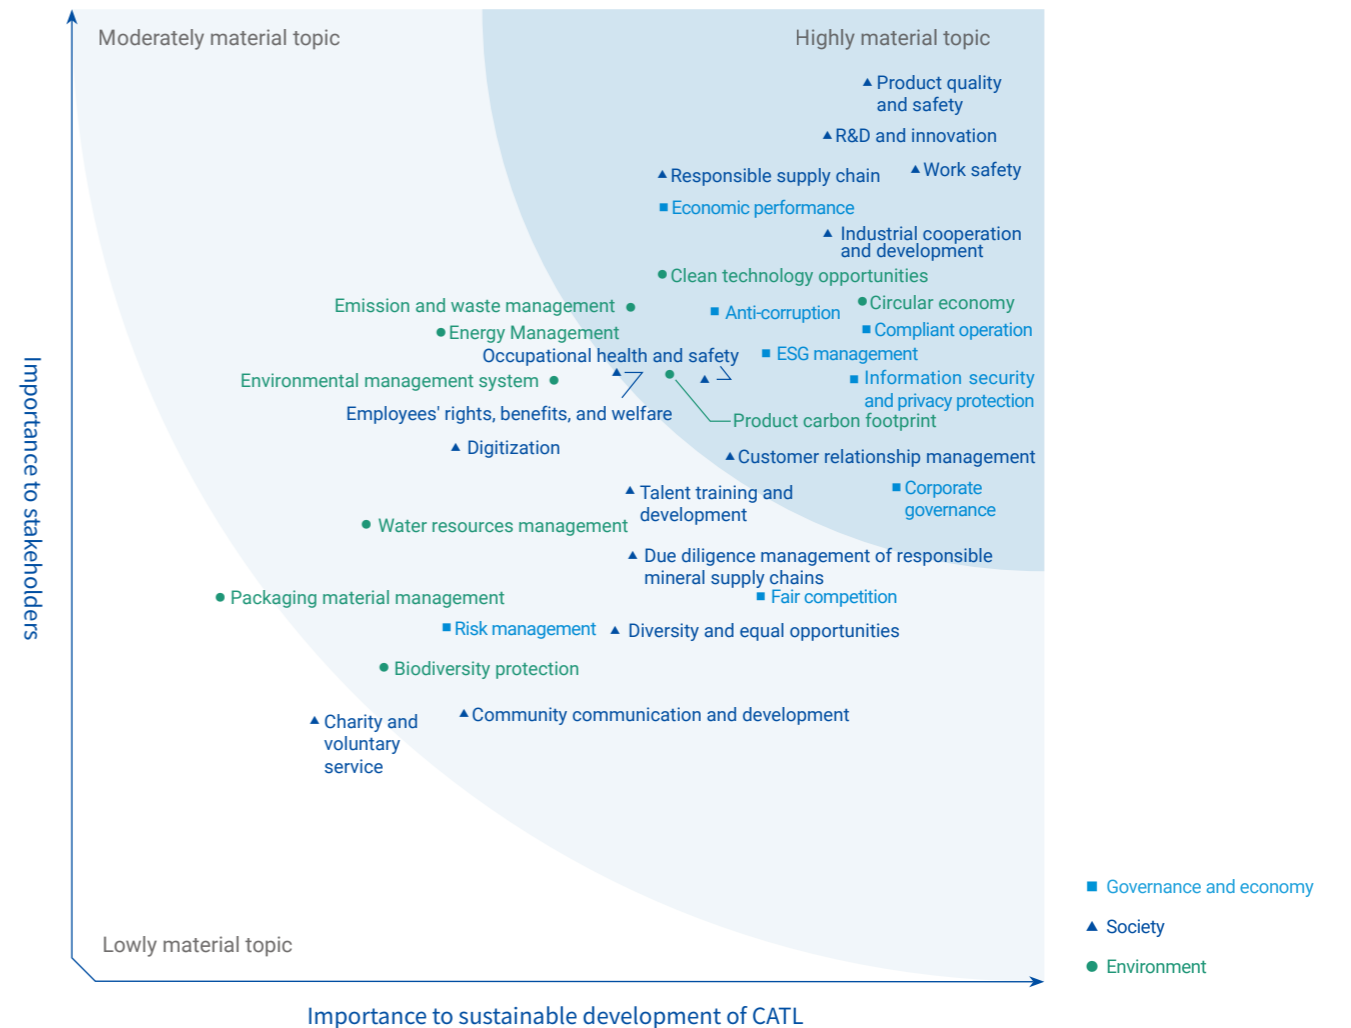 Moderately material topic
Highly material topic
Product quality
and safety
R&D and innovation
Work safety
Responsible supply chain
Economic performance
Industrial cooperation
and development
Clean technology opportunities
Circular economy
Emission and waste management
Anti-corruption
Compliant operation
Energy Management
Occupational health and safety
ESG management
Environmental management system
Information security
and privacy protection
Employees' rights, benefits, and welfare
Product carbon footprint
Digitization
Customer relationship management
Talent training and
development
Corporate
governance
Water resources management
Due diligence management of responsible
mineral supply chains
Packaging material management
Fair competition
Risk management
Diversity and equal opportunities
Biodiversity protection
Community communication and development
Charity and
voluntary
service
Lowly material topic
Importance to stakeholders
Importance to sustainable development of CATL
Governance and economy
Society
Environment